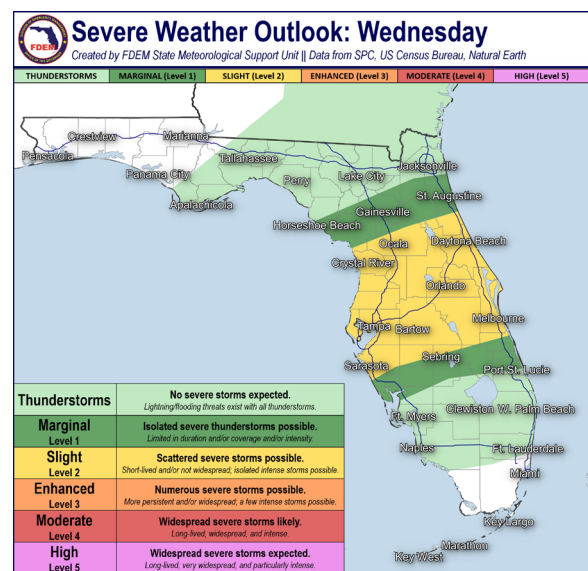 Severe Weather Outlook: Wednesday
Created by FDEM State Meteorological Support Unit || Data from SPC, US Census Bureau, Natural Earth
FDEM
THUNDERSTORMS
MARGINAL (Level 1)
SLIGHT (Level 2)
ENHANCED (Level 3)
MODERATE (Level 4)
HIGH (Level 5)
Crestview
Marianna
Pensacola
Tallahassee
Jacksonville
Panama City
Perry
Lake City
Apalachicola
St. Augustine
Gainesville
Horseshoe Beach
Ocala
Daytona Beach
Crystal River
Orlando
Tampa
Bartow
Melbourne
Sarasota
Sebring
Port St. Lucie
Ft. Myers
Clewiston
W. Palm Beach
Naples
Ft. Lauderdale
Miami
Key Largo
Marathon
Key West
Thunderstorms
No severe storms expected.
Lightning/flooding threats exist with all thunderstorms.
Marginal
Level 1
Isolated severe thunderstorms possible.
Limited in duration and/or coverage and/or intensity.
Slight
Level 2
Scattered severe storms possible.
Short-lived and/or not widespread; isolated intense storms possible.
Enhanced
Level 3
Numerous severe storms possible.
More persistent and/or widespread; a few intense storms possible.
Moderate
Level 4
Widespread severe storms likely.
Long-lived, widespread, and intense.
High
Level 5
Widespread severe storms expected.
Long-lived, very widespread, and particularly intense.